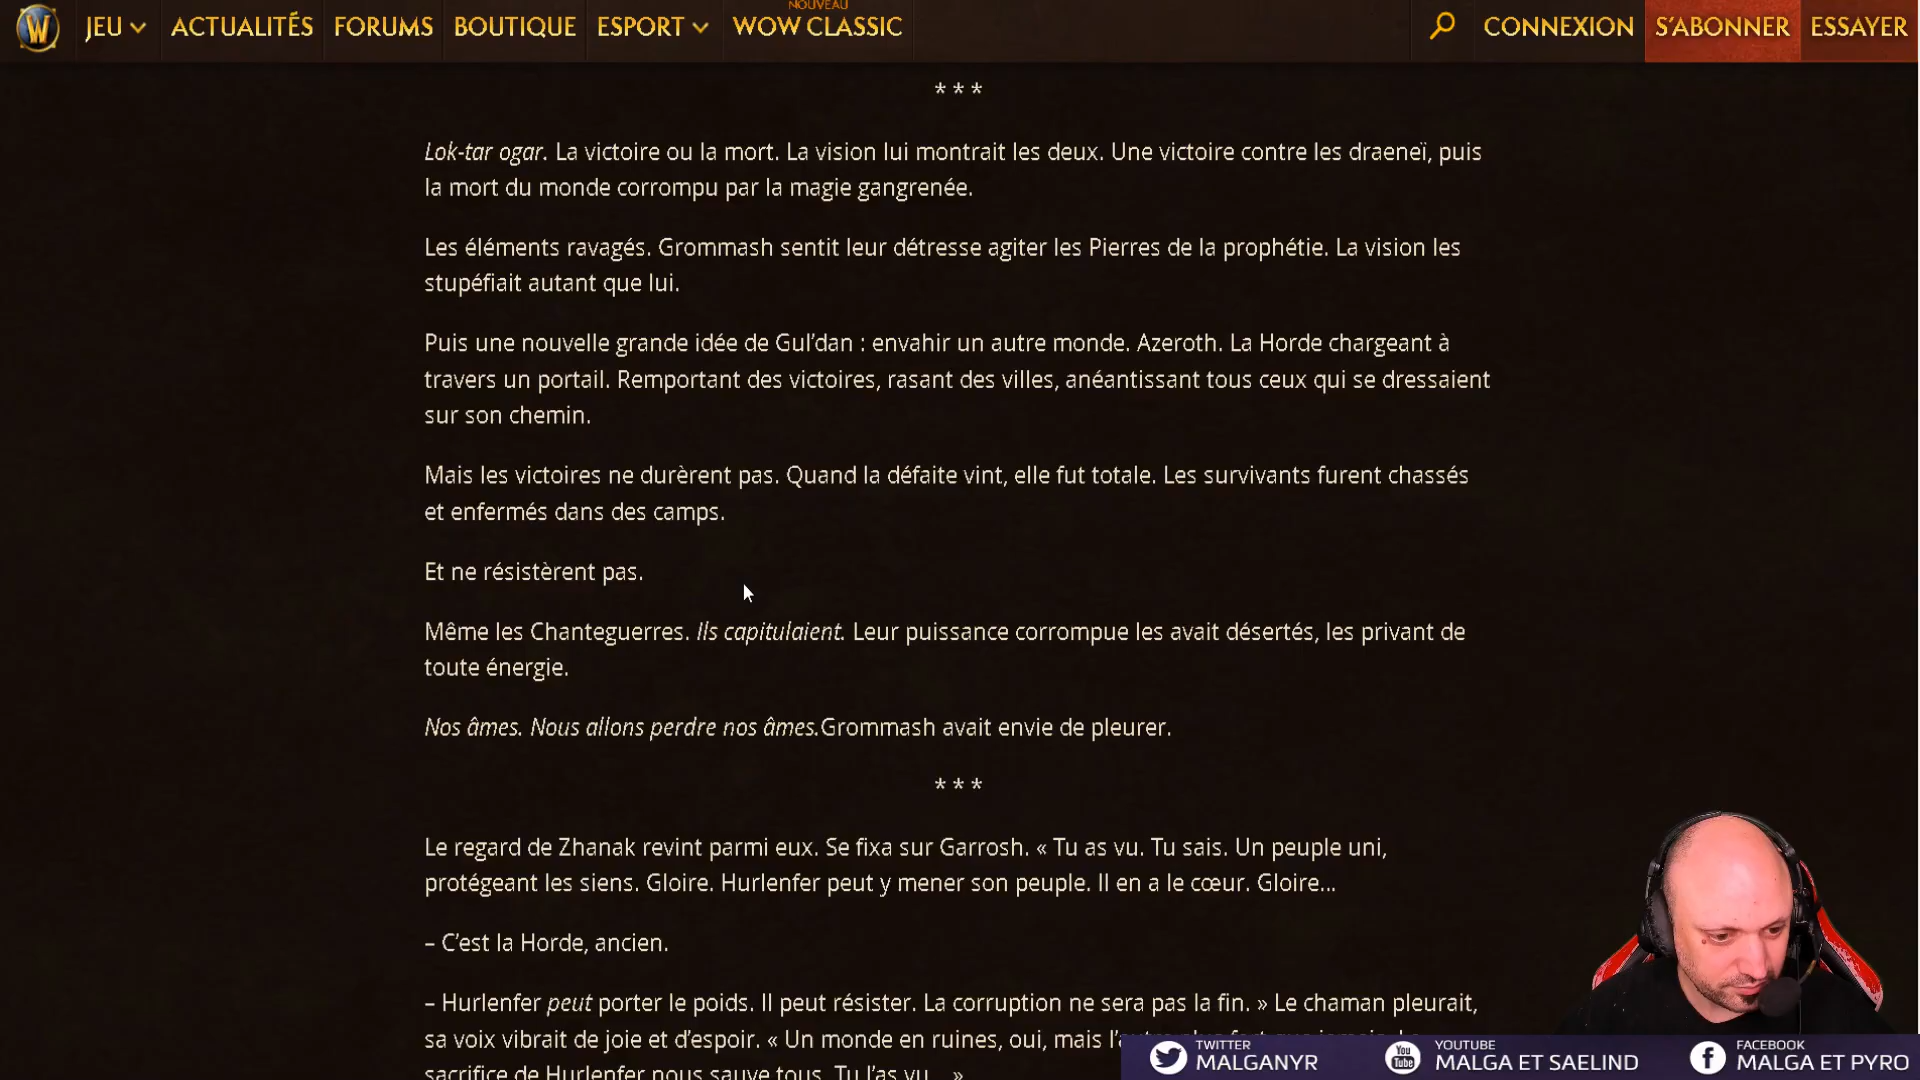 NOUVEAU
JEU ACTUALITÉS FORUMS BOUTIQUE ESPORT WOW CLASSIC CONNEXION S'ABONNER ESSAYER
* * *
Lok-tar ogar. La victoire ou la mort. La vision lui montrait les deux. Une victoire contre les draeneï, puis
la mort du monde corrompu par la magie gangrenée.
Les éléments ravagés. Grommash sentit leur détresse agiter les Pierres de la prophétie. La vision les
stupéfiait autant que lui.
Puis une nouvelle grande idée de Gul'dan : envahir un autre monde. Azeroth. La Horde chargeant à
travers un portail. Remportant des victoires, rasant des villes, anéantissant tous ceux qui se dressaient
sur son chemin.
Mais les victoires ne durèrent pas. Quand la défaite vint, elle fut totale. Les survivants furent chassés
et enfermés dans des camps.
Et ne résistèrent pas.
Même les Chanteguerres. Ils capitulaient. Leur puissance corrompue les avait désertés, les privant de
toute énergie.
Nos âmes. Nous allons perdre nos âmes.Grommash avait envie de pleurer.
* * *
Le regard de Zhanak revint parmi eux. Se fixa sur Garrosh. « Tu as vu. Tu sais. Un peuple uni,
protégeant les siens. Gloire. Hurlenfer peut y mener son peuple. Il en a le cœur. Gloire...
– C'est la Horde, ancien.
– Hurlenfer peut porter le poids. Il peut résister. La corruption ne sera pas la fin. » Le chaman pleurait,
sa voix vibrait de joie et d'espoir. « Un monde en ruines, oui, mais
sacrifice de Hurlenfer nous sauve tous. Tu l'as vu... »
TWITTER
MALGANYR
You Tube
YOUTUBE
MALGA ET SAELIND
FACEBOOK
MALGA ET PYRO